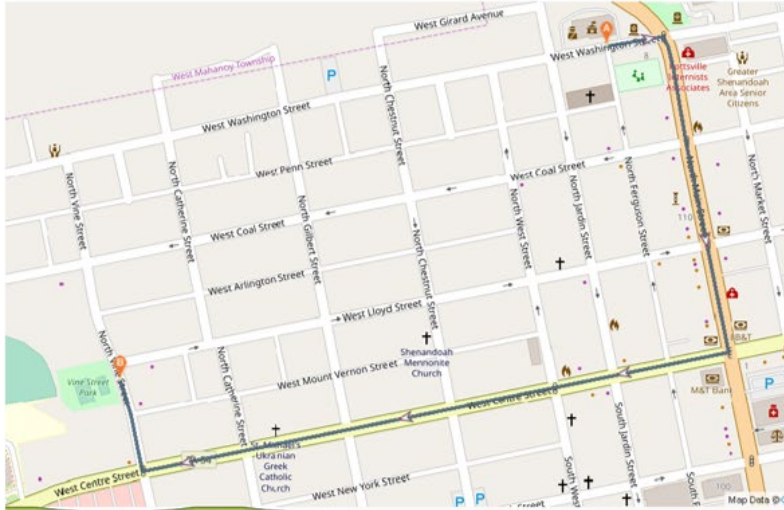 West Girard Avenue
A
West Washington Street
8
Pottsville
Internists
Associates
Greater
Shenandoah
Area Senior
Citizens
West Mahanoy Township
P
North Chestnut Street
West Washington Street
West Penn Street
West Coal Street
North Vine Street
North Catherine Street
North Gilbert Street
North Chestnut Street
North West Street
North Jardin Street
North Ferguson Street
North Main Street
North Market Street
110
West Coal Street
West Arlington Street
West Lloyd Street
North Vine Street
B
Vine Street
Park
North Catherine Street
Shenandoah
Mennonite
Church
West Mount Vernon Street
BB&T
M&T Bank
P
West Centre Street
South Jardin Street
South West
Ukrainian
Greek
Catholic
Church
West Centre Street
West New York Street
P
P
Street
8
100
Map Data ©